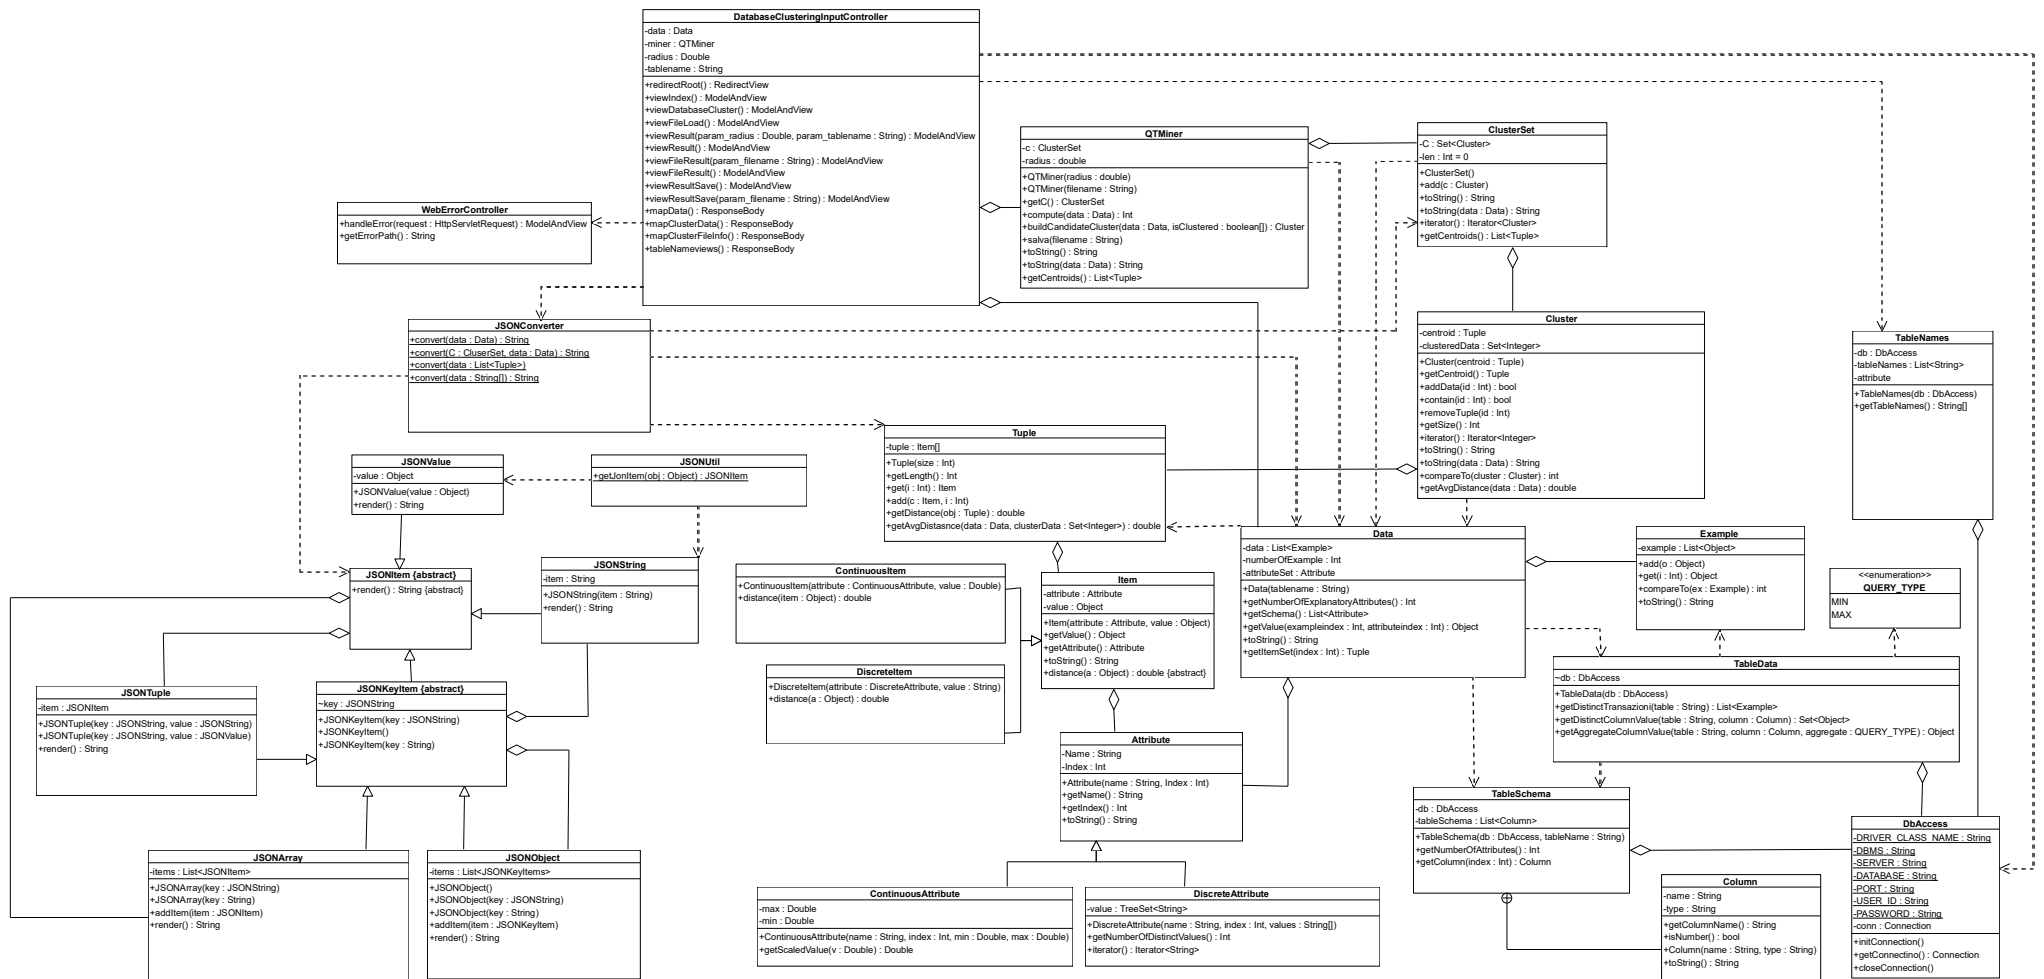 DatabaseClusteringInputController
-data : Data
-miner : QTMiner
-radius : Double
-tablename : String
+redirectRoot() : RedirectView
+viewIndex() : ModelAndView
+viewDatabaseCluster() : ModelAndView
+viewFileLoad() : ModelAndView
+viewResult(param_radius : Double, param_tablename : String) : ModelAndView
+viewResult() : ModelAndView
+viewFileResult(param_filename : String) : ModelAndView
+viewFileResult() : ModelAndView
+viewResultSave() : ModelAndView
+viewResultSave(param_filename : String) : ModelAndView
+mapData() : ResponseBody
+mapClusterData() : ResponseBody
+mapClusterFileInfo() : ResponseBody
+tableNameviews() : ResponseBody
QTMiner
-c : ClusterSet
-radius : double
+QTMiner(radius : double)
+QTMiner(filename : String)
+getC() : ClusterSet
+compute(data : Data) : Int
+buildCandidateCluster(data : Data, isClustered : boolean[]) : Cluster
+salva(filename : String)
+toString() : String
+toString(data : Data) : String
+getCentroids() : List<Tuple>
ClusterSet
-C : Set<Cluster>
-len : Int = 0
+ClusterSet()
+add(c : Cluster)
+toString() : String
+toString(data : Data) : String
+iterator() : Iterator<Cluster>
+getCentroids() : List<Tuple>
WebErrorController
+handleError(request : HttpServletRequest) : ModelAndView
+getErrorPath() : String
JSONConverter
+convert(data : Data) : String
+convert(C : CluserSet, data : Data) : String
+convert(data : List<Tuple>)
+convert(data : String[]) : String
Cluster
-centroid : Tuple
-clusteredData : Set<Integer>
+Cluster(centroid : Tuple)
+getCentroid() : Tuple
+addData(id : Int) : bool
+contain(id : Int) : bool
+removeTuple(id : Int)
+getSize() : Int
+iterator() : Iterator<Integer>
+toString() : String
+toString(data : Data) : String
+compareTo(cluster : Cluster) : int
+getAvgDistance(data : Data) : double
TableNames
-db : DbAccess
-tableNames : List<String>
-attribute
+TableNames(db : DbAccess)
+getTableNames() : String[]
Tuple
-tuple : Item[]
+Tuple(size : Int)
+getLength() : Int
+get(i : Int) : Item
+add(c : Item, i : Int)
+getDistance(obj : Tuple) : double
+getAvgDistasnce(data : Data, clusterData : Set<Integer>) : double
JSONValue
-value : Object
+JSONValue(value : Object)
+render() : String
JSONUtil
+getJonItem(obj : Object) : JSONItem
JSONItem {abstract}
+render() : String {abstract}
JSONString
-item : String
+JSONString(item : String)
+render() : String
ContinuousItem
+ContinuousItem(attribute : ContinuousAttribute, value : Double)
+distance(item : Object) : double
DiscreteItem
+DiscreteItem(attribute : DiscreteAttribute, value : String)
+distance(a : Object) : double
Item
-attribute : Attribute
-value : Object
+Item(attribute : Attribute, value : Object)
+getValue() : Object
+getAttribute() : Attribute
+toString() : String
+distance(a : Object) : double {abstract}
Data
-data : List<Example>
-numberOfExample : Int
-attributeSet : Attribute
+Data(tablename : String)
+getNumberOfExplanatoryAttributes() : Int
+getSchema() : List<Attribute>
+getValue(exampleindex : Int, attributeindex : Int) : Object
+toString() : String
+getItemSet(index : Int) : Tuple
Example
-example : List<Object>
+add(o : Object)
+get(i : Int) : Object
+compareTo(ex : Example) : int
+toString() : String
<<enumeration>>
QUERY_TYPE
MIN
MAX
TableData
~db : DbAccess
+TableData(db : DbAccess)
+getDistinctTransazioni(table : String) : List<Example>
+getDistinctColumnValue(table : String, column : Column) : Set<Object>
+getAggregateColumnValue(table : String, column : Column, aggregate : QUERY_TYPE) : Object
JSONTuple
-item : JSONItem
+JSONTuple(key : JSONString, value : JSONString)
+JSONTuple(key : JSONString, value : JSONValue)
+render() : String
JSONKeyItem {abstract}
~key : JSONString
+JSONKeyItem(key : JSONString)
+JSONKeyItem()
+JSONKeyItem(key : String)
Attribute
-Name : String
-Index : Int
+Attribute(name : String, Index : Int)
+getName() : String
+getIndex() : Int
+toString() : String
TableSchema
-db : DbAccess
-tableSchema : List<Column>
+TableSchema(db : DbAccess, tableName : String)
+getNumberOfAttributes() : Int
+getColumn(index : Int) : Column
DbAccess
-DRIVER_CLASS_NAME : String
-DBMS : String
-SERVER : String
-DATABASE : String
-PORT : String
-USER_ID : String
-PASSWORD : String
-conn : Connection
+initConnection()
+getConnectino() : Connection
+closeConnection()
JSONArray
-items : List<JSONItem>
+JSONArray(key : JSONString)
+JSONArray(key : String)
+addItem(item : JSONItem)
+render() : String
JSONObject
-items : List<JSONKeyItems>
+JSONObject()
+JSONObject(key : JSONString)
+JSONObject(key : String)
+addItem(item : JSONKeyItem)
+render() : String
ContinuousAttribute
-max : Double
-min : Double
+ContinuousAttribute(name : String, index : Int, min : Double, max : Double)
+getScaledValue(v : Double) : Double
DiscreteAttribute
-value : TreeSet<String>
+DiscreteAttribute(name : String, index : Int, values : String[])
+getNumberOfDistinctValues() : Int
+iterator() : Iterator<String>
Column
-name : String
-type : String
+getColumnName() : String
+isNumber() : bool
+Column(name : String, type : String)
+toString() : String